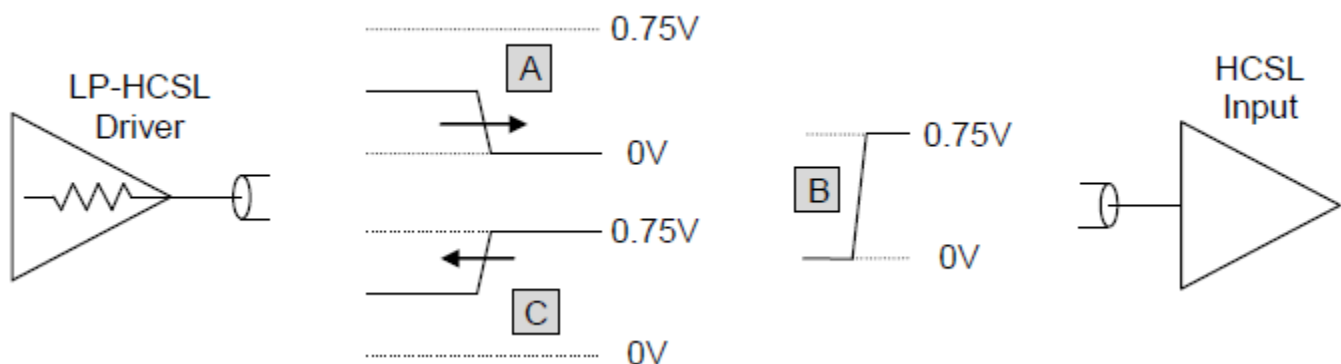 LP-HCSL
Driver
0.75V
A
0V
0.75V
C
0V
B
0.75V
0V
HCSL
Input